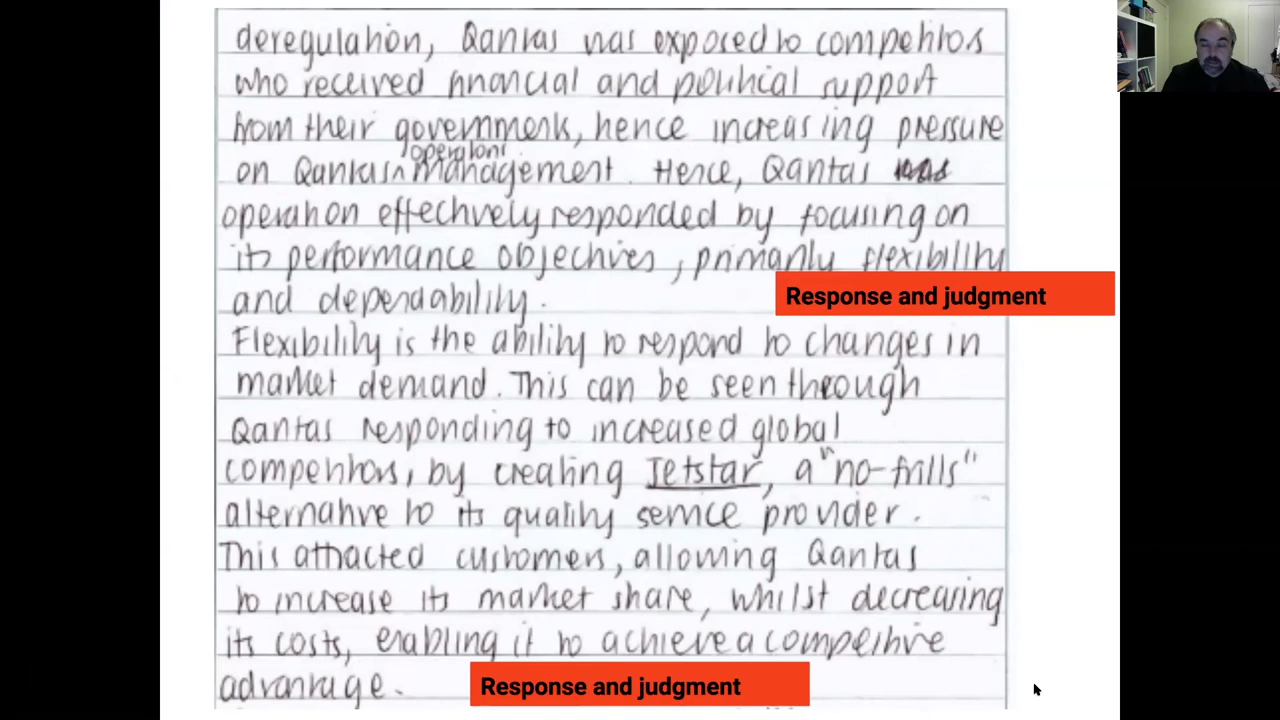 deregulation, Qantas was exposed to competitors
who received financial and political support
from their governments, hence increasing pressure
on Qantas operations management. Hence, Qantas
operation effectively responded by focusing on
its performance objectives, primarily flexibility
Response and judgment
and dependability.
Flexibility is the ability to respond to changes in
market demand. This can be seen through
Qantas responding to increased global
competitors, by creating Jetstar, a "no-frills"
alternative to its quality service provider.
This attracted customers, allowing Qantas
to increase its market share, whilst decreasing
its costs, enabling it to achieve a competitive
advantage.
Response and judgment